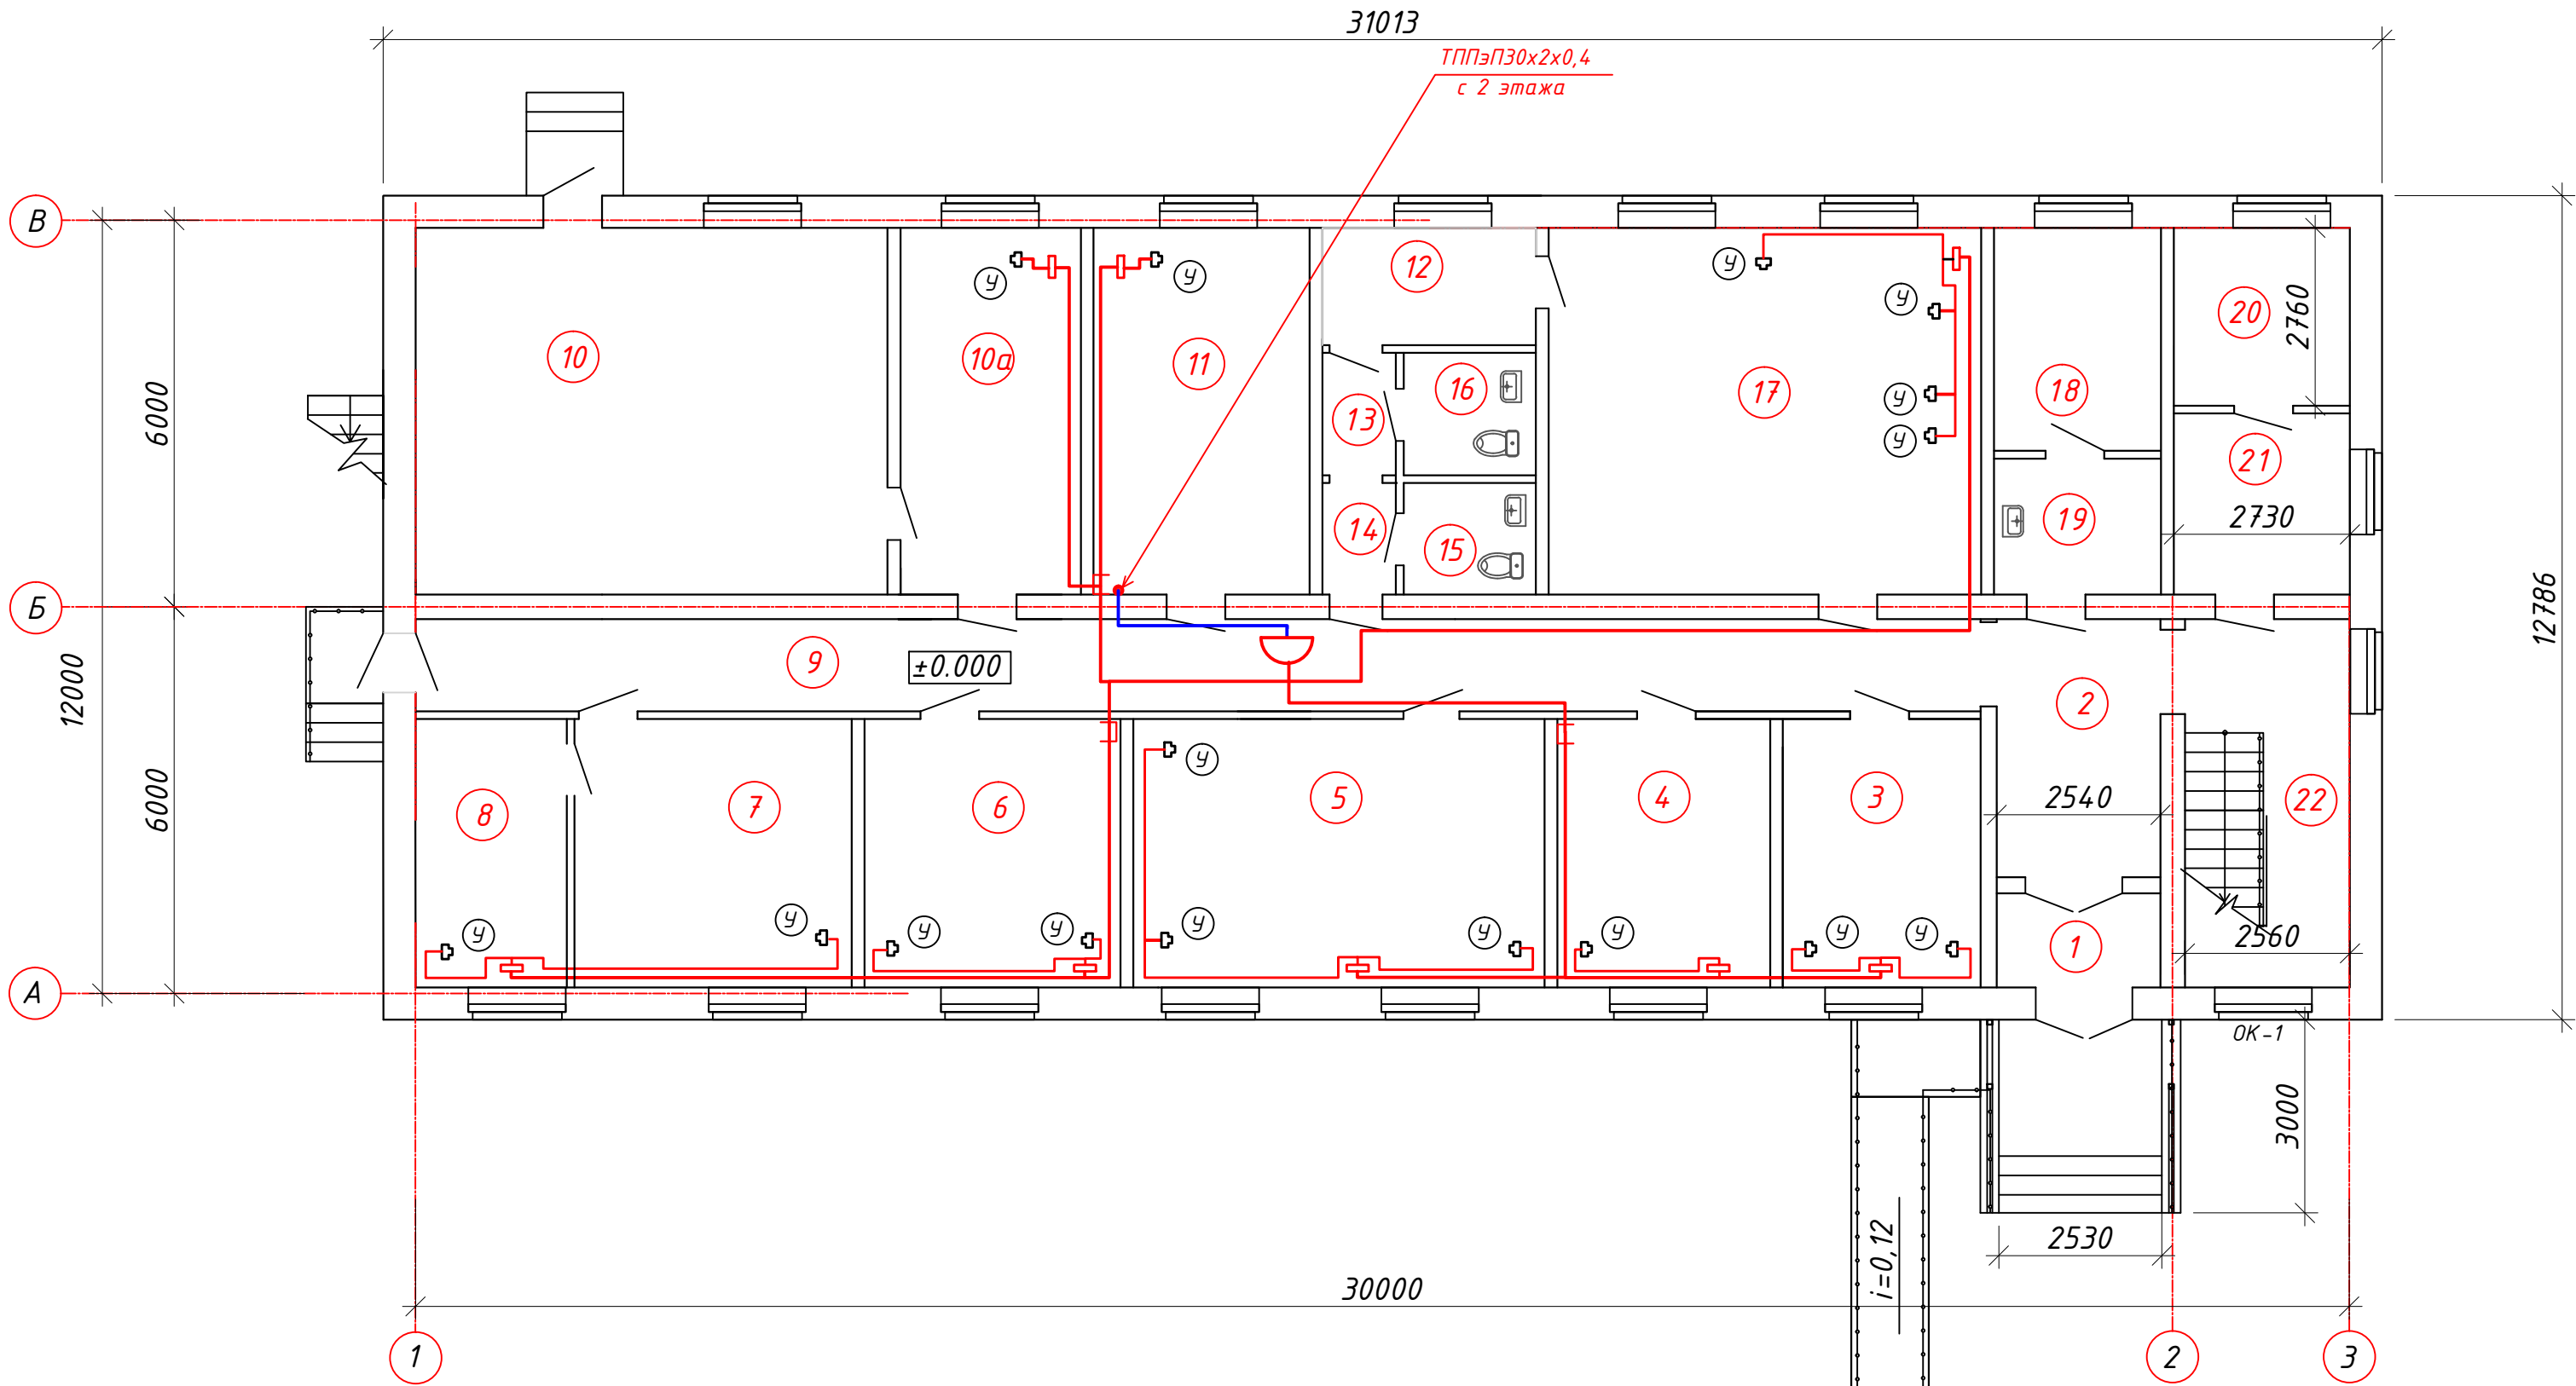 31013
ТППэП30х2х0,4
с 2 этажа
В
У
У
У
12
У
20
2760
6000
10
10а
11
16
17
18
У
13
У
21
14
15
19
2730
Б
12786
12000
9
±0.000
2
У
6000
8
7
6
5
4
3
2540
22
У
У
У
У
У
У
У
У
У
1
2560
А
ОК-1
3000
i=0,12
2530
30000
1
2
3